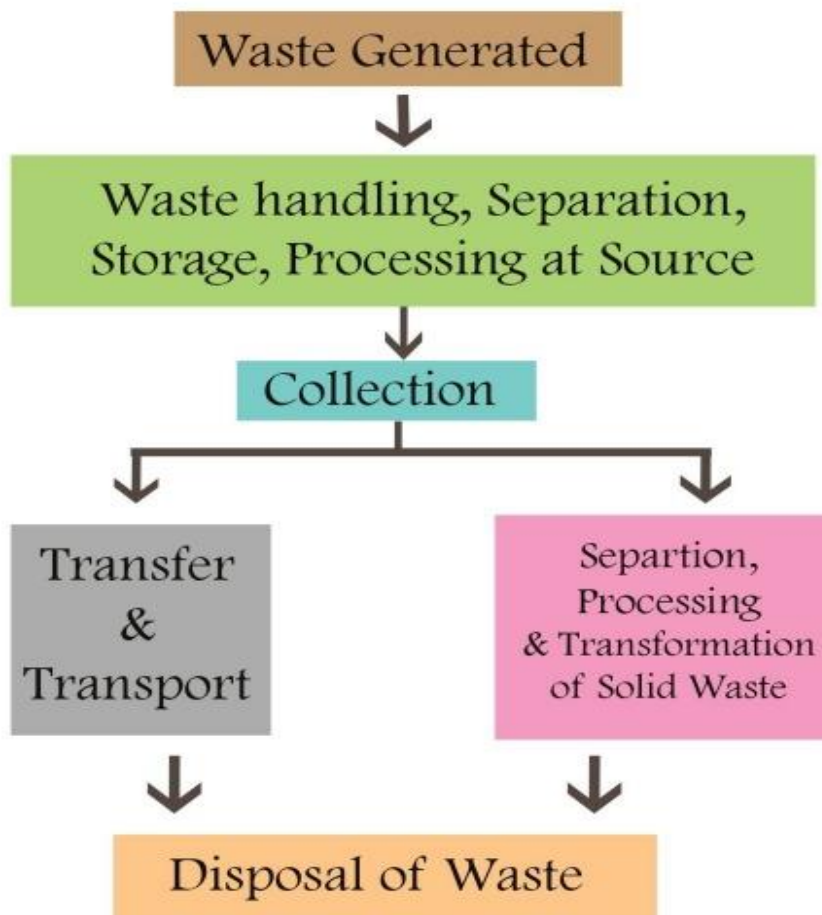 Waste Generated
Waste handling, Separation,
Storage, Processing at Source
Collection
Transfer
&
Transport
Separtion,
Processing
& Transformation
of Solid Waste
Disposal of Waste